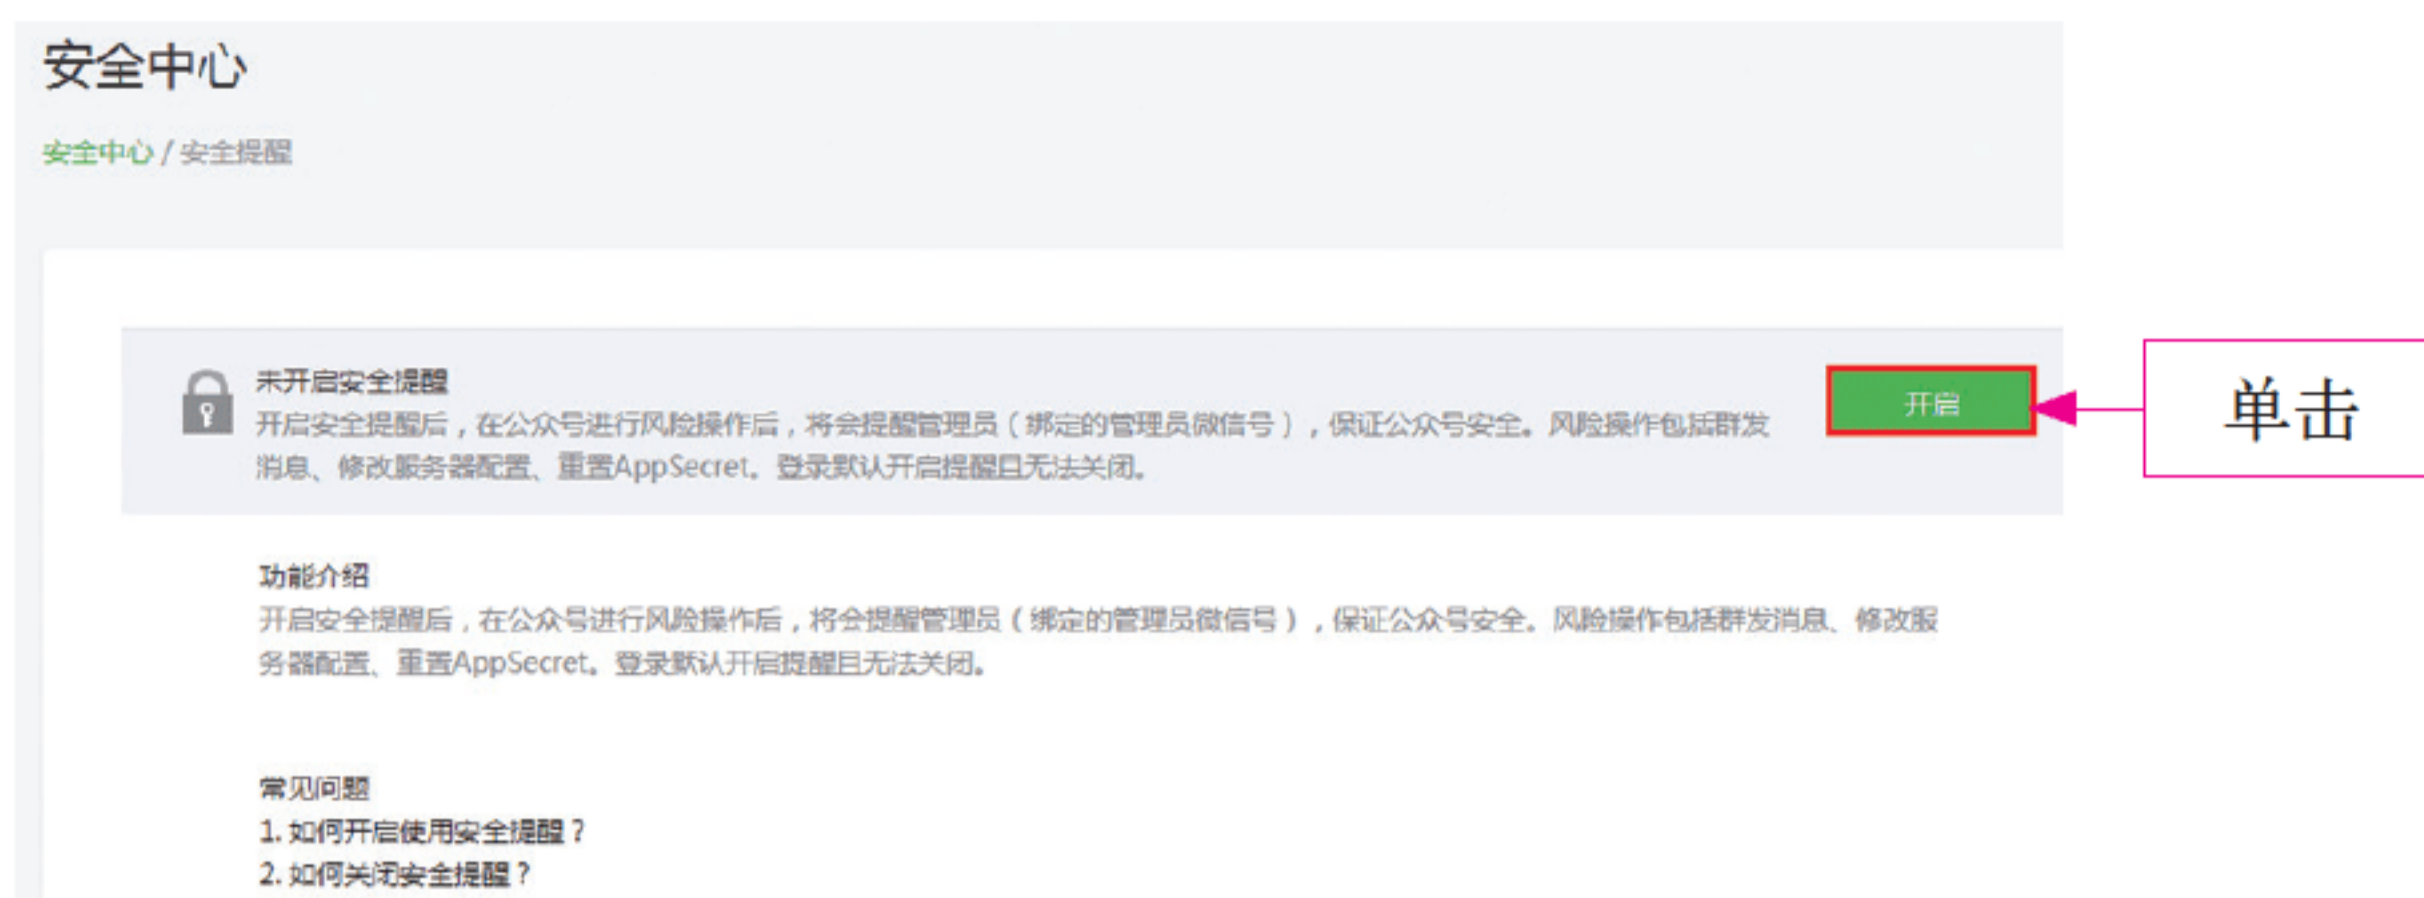 安全中心
安全中心 / 安全提醒
未开启安全提醒
开启安全提醒后，在公众号进行风险操作后，将会提醒管理员（绑定的管理员微信号），保证公众号安全。风险操作包括群发
消息、修改服务器配置、重置AppSecret。登录默认开启提醒且无法关闭。
开启
单击
功能介绍
开启安全提醒后，在公众号进行风险操作后，将会提醒管理员（绑定的管理员微信号），保证公众号安全。风险操作包括群发消息、修改服
务器配置、重置AppSecret。登录默认开启提醒且无法关闭。
常见问题
1. 如何开启使用安全提醒？
2. 如何关闭安全提醒？